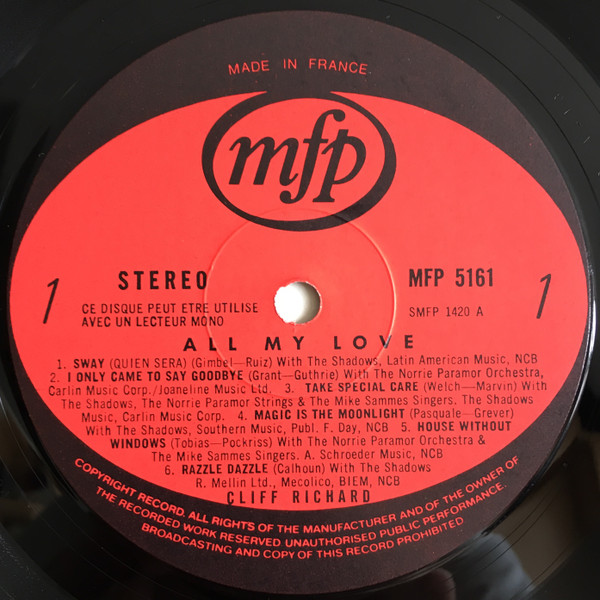 MADE IN FRANCE
mfp
1 STEREO MFP 5161 1
CE DISQUE PEUT ETRE UTILISE SMFP 1420 A
AVEC UN LECTEUR MONO
ALL MY LOVE
1. SWAY (QUIEN SERA) (Gimbel—Ruiz) With The Shadows, Latin American Music, NCB
2. I ONLY CAME TO SAY GOODBYE (Grant—Guthrie) With The Norrie Paramor Orchestra,
Carlin Music Corp./Joaneline Music Ltd. 3. TAKE SPECIAL CARE (Welch—Marvin) With
The Shadows, The Norrie Paramor Strings & The Mike Sammes Singers. The Shadows
Music, Carlin Music Corp. 4. MAGIC IS THE MOONLIGHT (Pasquale—Grever)
With The Shadows, Southern Music, Publ. F. Day, NCB 5. HOUSE WITHOUT
WINDOWS (Tobias—Pockriss) With The Norrie Paramor Orchestra &
The Mike Sammes Singers. A. Schroeder Music, NCB
6. RAZZLE DAZZLE (Calhoun) With The Shadows
R. Mellin Ltd., Mecolico, BIEM, NCB
CLIFF RICHARD
COPYRIGHT RECORD. ALL RIGHTS OF THE MANUFACTURER AND OF THE OWNER OF
THE RECORDED WORK RESERVED UNAUTHORISED PUBLIC PERFORMANCE.
BROADCASTING AND COPY OF THIS RECORD PROHIBITED